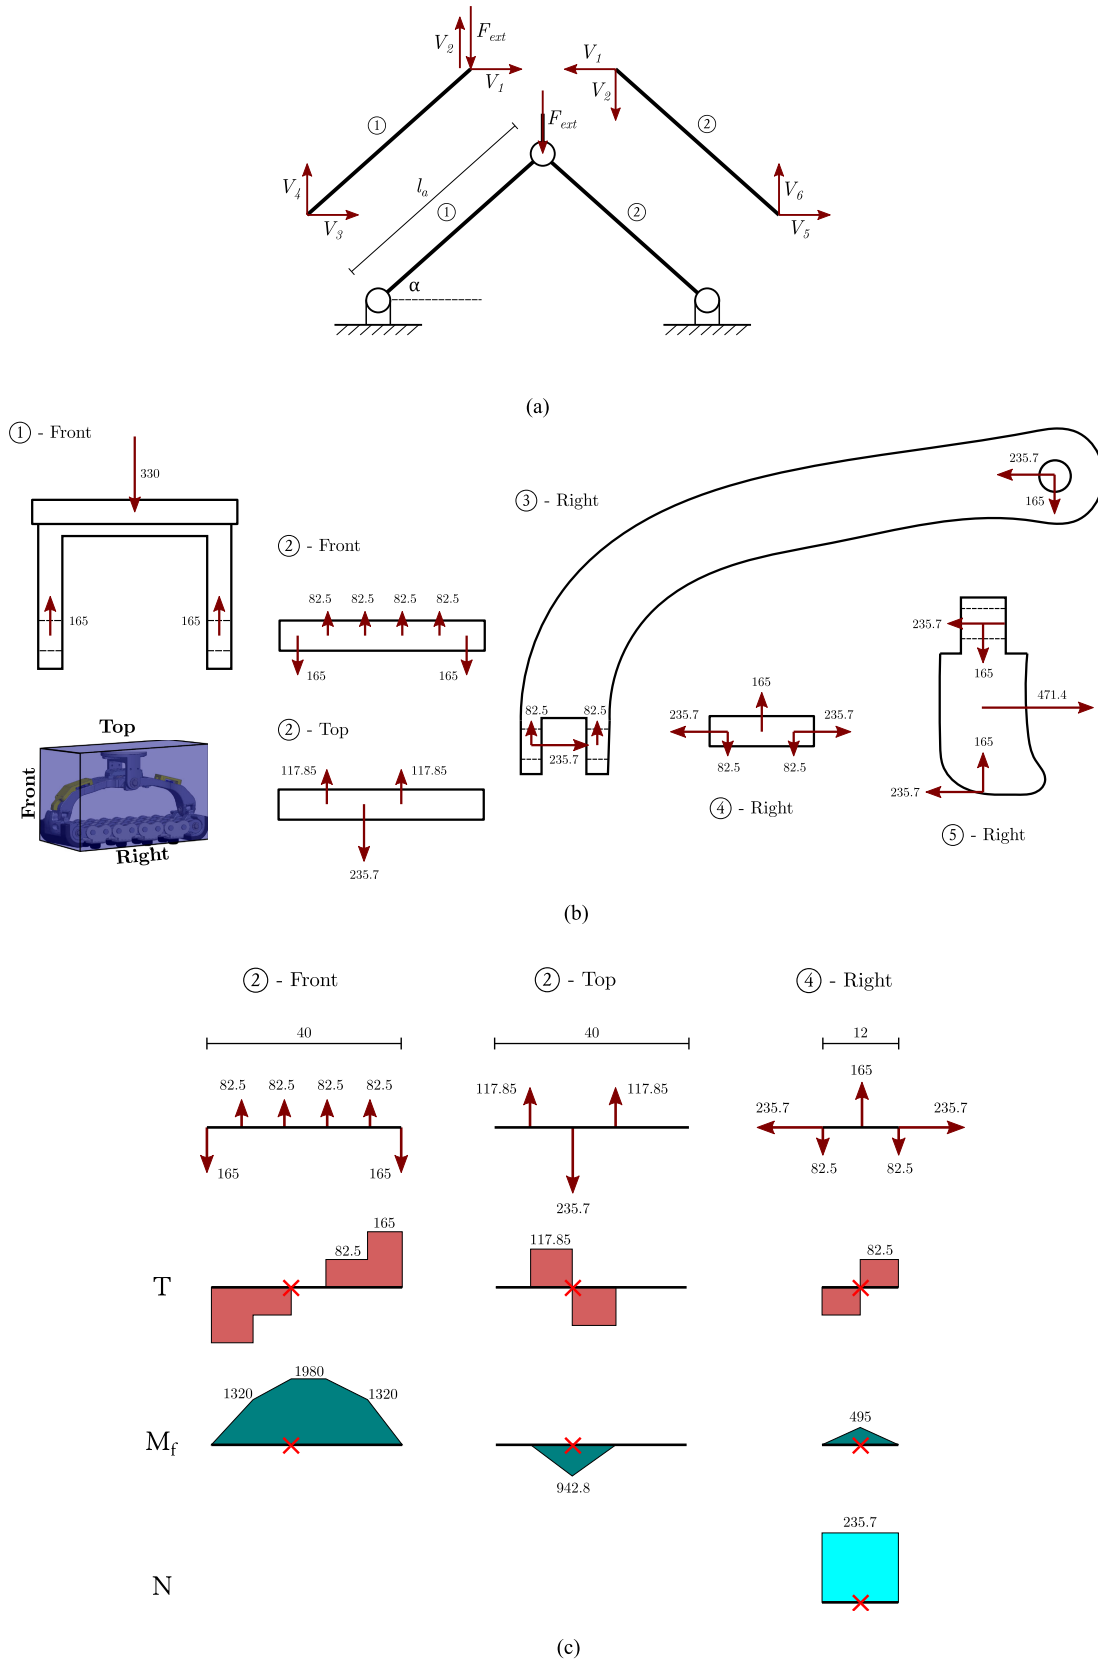 V2
Fext
V1
V1
V2
1
2
Fext
V4
V3
la
1
2
V6
V5
α
(a)
1 - Front
330
165 165
2 - Front
82.5 82.5 82.5 82.5
165 165
3 - Right
235.7
165
82.5 82.5
235.7
165
235.7 235.7
82.5 82.5
4 - Right
235.7
165
471.4
165
235.7
5 - Right
Top
Front
Right
2 - Top
117.85 117.85
235.7
(b)
2 - Front 2 - Top 4 - Right
40 40 12
82.5 82.5 82.5 82.5
165 165
117.85 117.85
235.7
165
235.7 235.7
82.5 82.5
T
165
82.5
117.85
82.5
Mf
1320 1980 1320
942.8
495
N
235.7
(c)